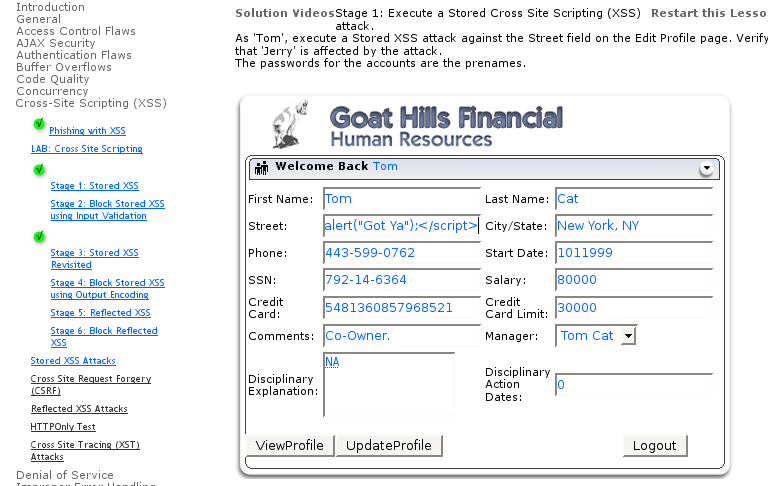 Introduction
General
Access Control Flaws
AJAX Security
Authentication Flaws
Buffer Overflows
Code Quality
Concurrency
Cross-Site Scripting (XSS)
Phishing with XSS
LAB: Cross Site Scripting
Stage 1: Stored XSS
Stage 2: Block Stored XSS
using Input Validation
Stage 3: Stored XSS
Revisited
Stage 4: Block Stored XSS
using Output Encoding
Stage 5: Reflected XSS
Stage 6: Block Reflected
XSS
Stored XSS Attacks
Cross Site Request Forgery
(CSRF)
Reflected XSS Attacks
HTTPOnly Test
Cross Site Tracing (XST)
Attacks
Denial of Service
Improper Error Handling
Solution Videos Stage 1: Execute a Stored Cross Site Scripting (XSS) Restart this Lesso
attack.
As 'Tom', execute a Stored XSS attack against the Street field on the Edit Profile page. Verify
that 'Jerry' is affected by the attack.
The passwords for the accounts are the prenames.
Goat Hills Financial
Human Resources
Welcome Back Tom
First Name: Tom Last Name: Cat
Street: alert("Got Ya");</script> City/State: New York, NY
Phone: 443-599-0762 Start Date: 1011999
SSN: 792-14-6364 Salary: 80000
Credit
Card: 5481360857968521 Credit
Card Limit: 30000
Comments: Co-Owner. Manager: Tom Cat
Disciplinary
Explanation: NA Disciplinary
Action
Dates: 0
ViewProfile UpdateProfile Logout